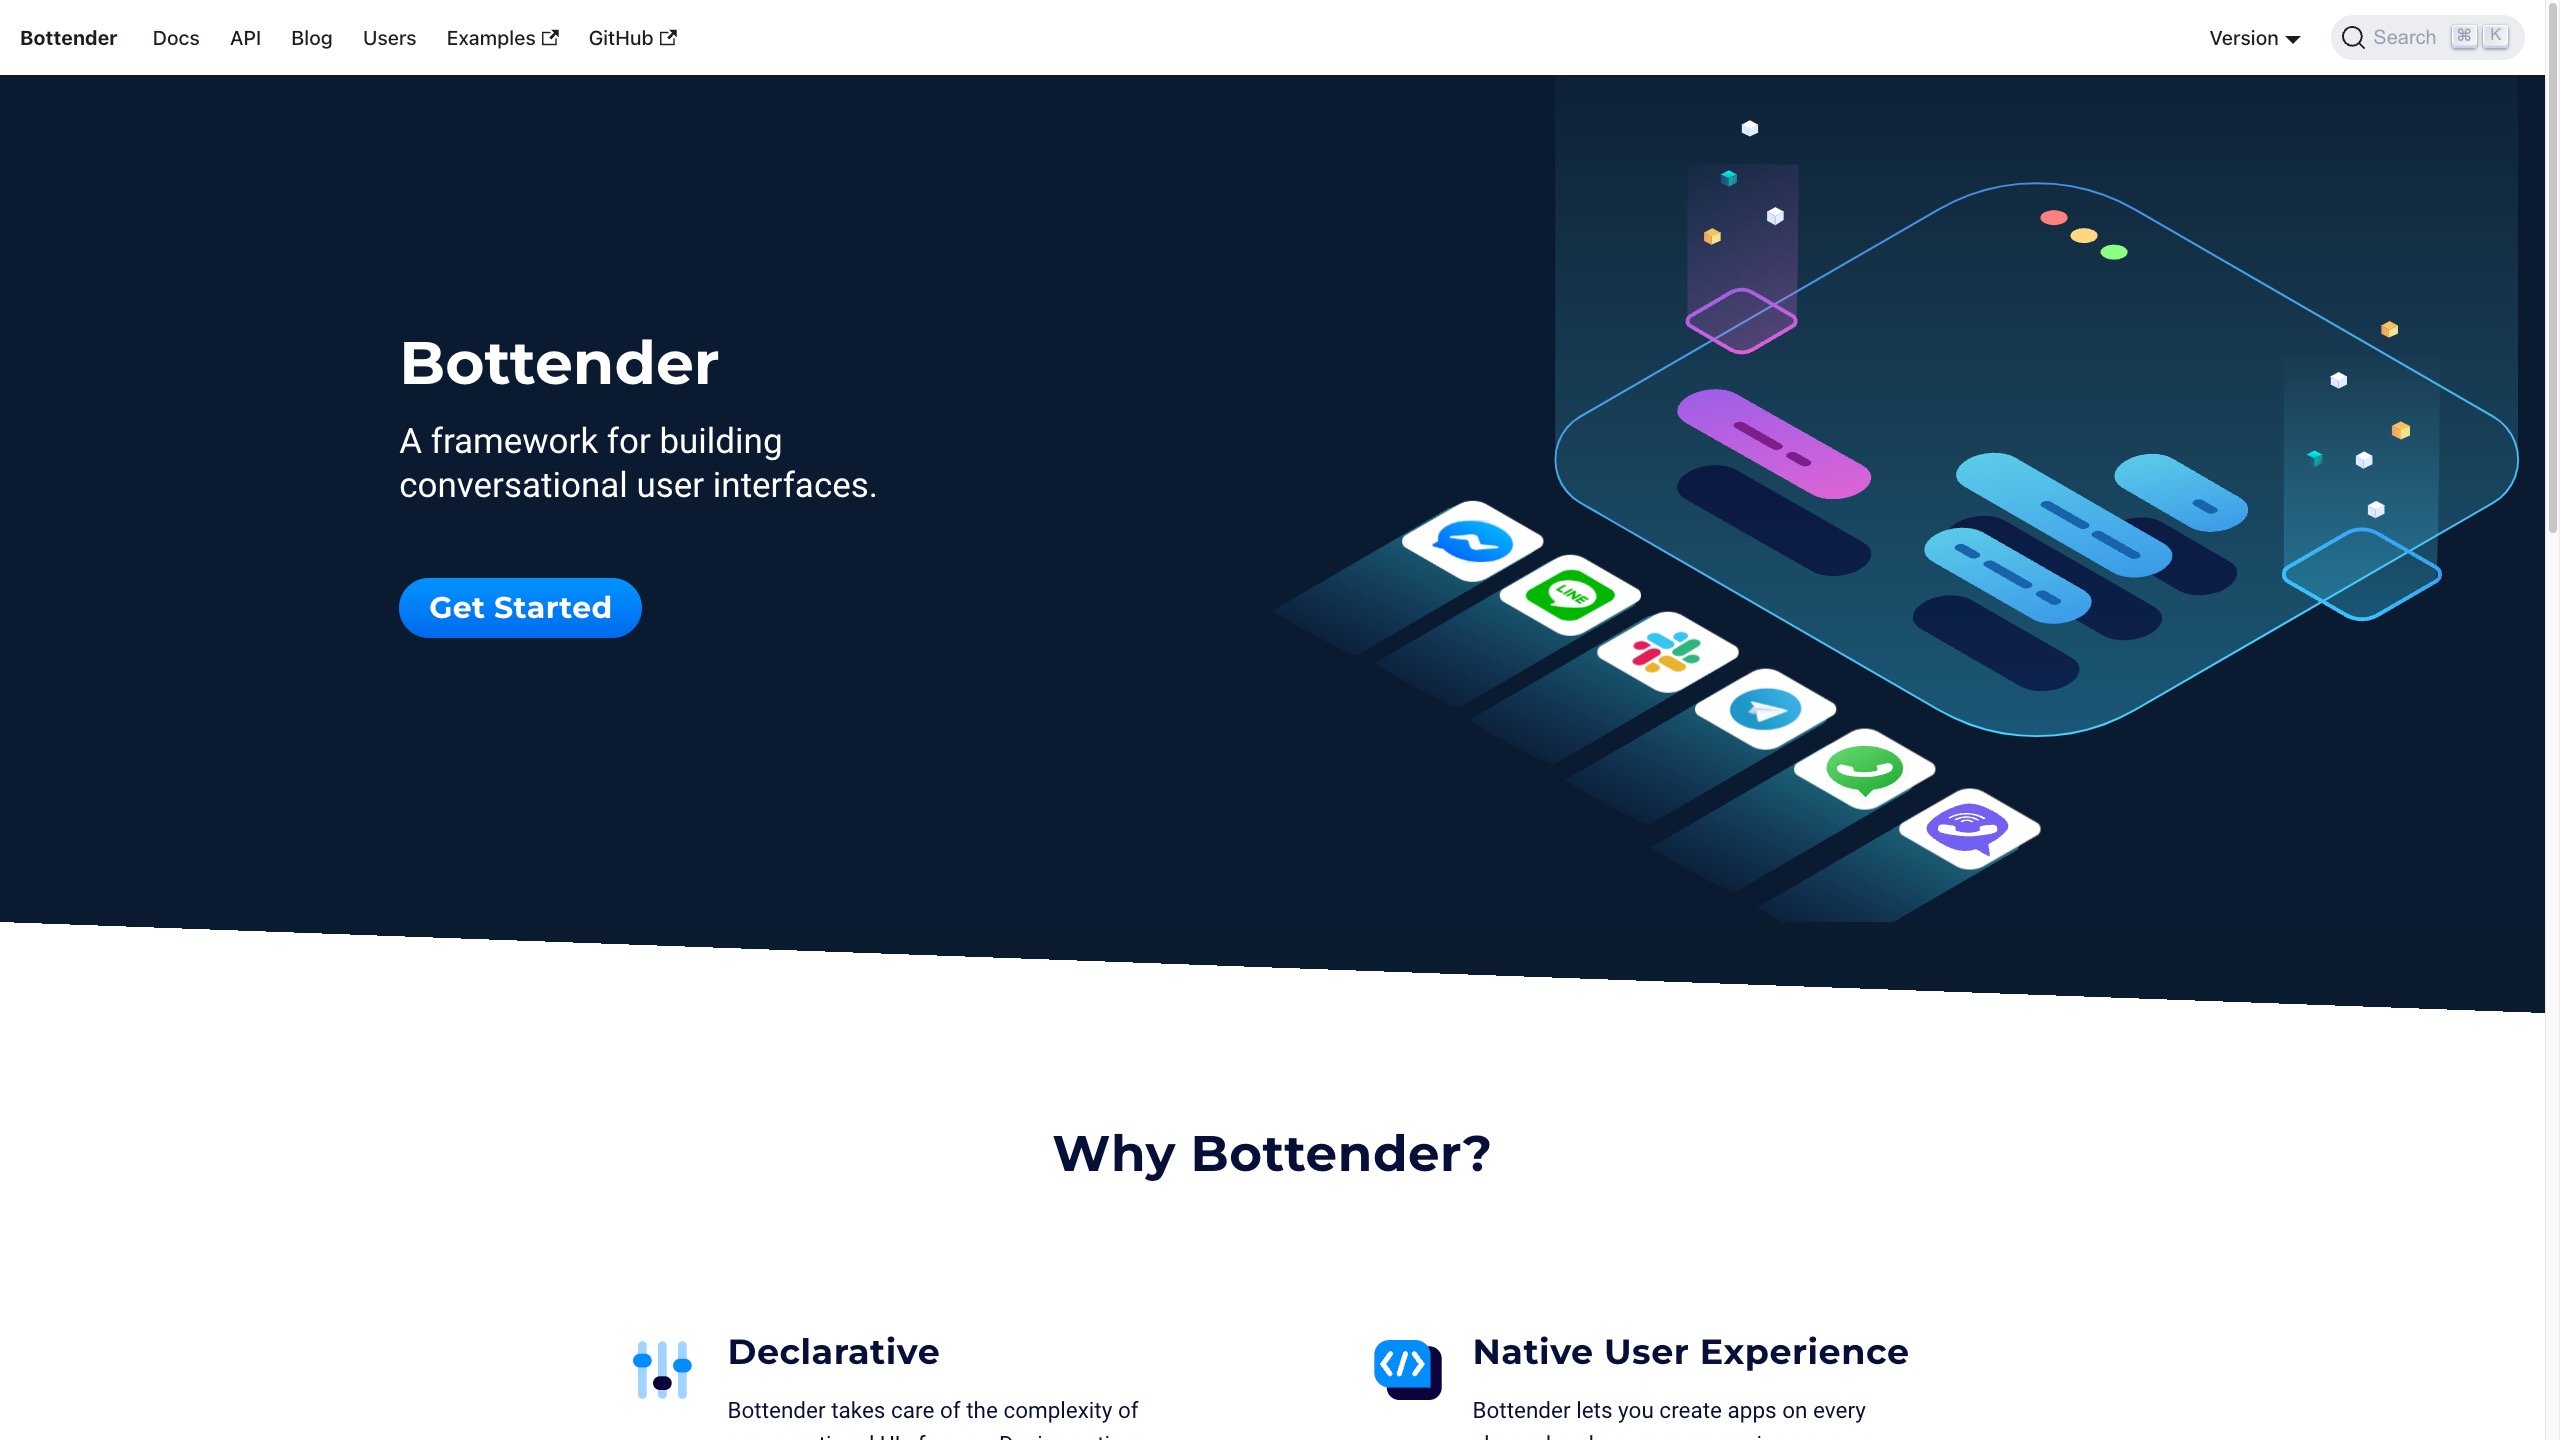 Bottender Docs API Blog Users Examples GitHub Version Search ⌘ K
Bottender
A framework for building
conversational user interfaces.
Get Started
LINE
Why Bottender?
Declarative
Bottender takes care of the complexity of
Native User Experience
Bottender lets you create apps on every